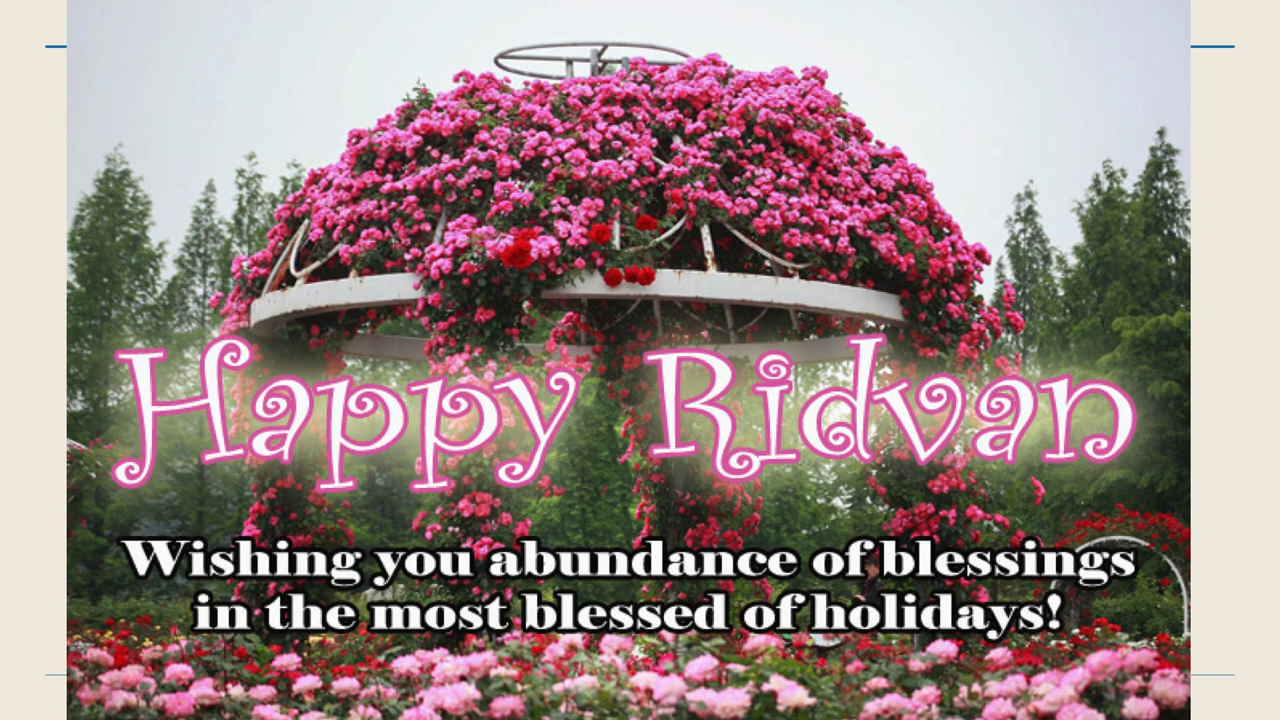 Happy Ridvan
Wishing you abundance of blessings
in the most blessed of holidays!